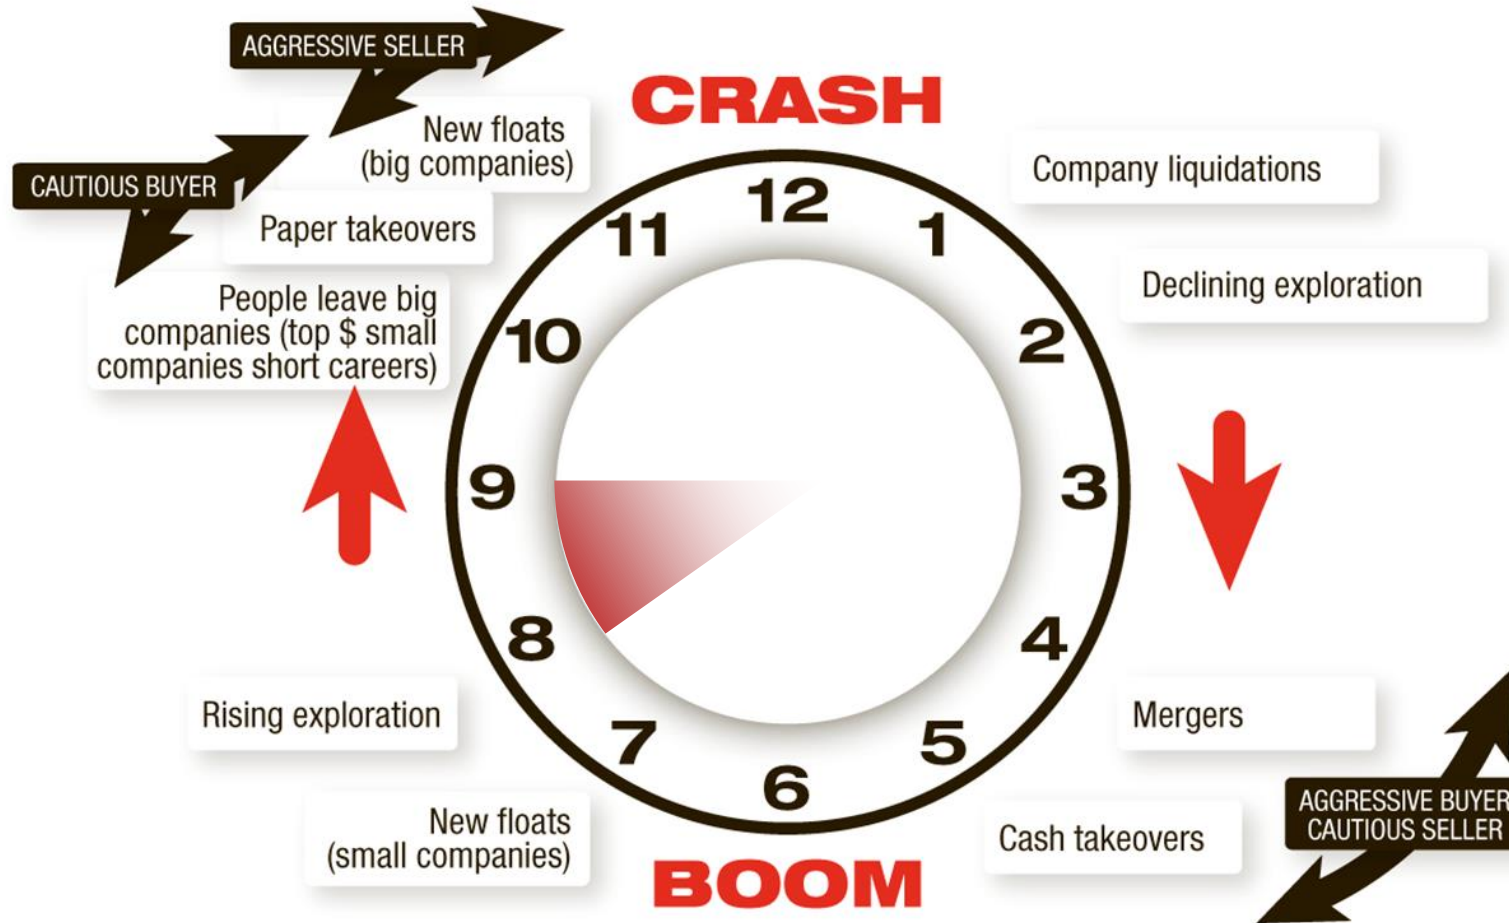 AGGRESSIVE SELLER
CRASH
New floats
(big companies)
CAUTIOUS BUYER
Paper takeovers
People leave big
companies (top $ small
companies short careers)
Company liquidations
Declining exploration
12
1
2
3
4
5
6
7
8
9
10
11
Rising exploration
New floats
(small companies)
Mergers
Cash takeovers
AGGRESSIVE BUYER
CAUTIOUS SELLER
BOOM